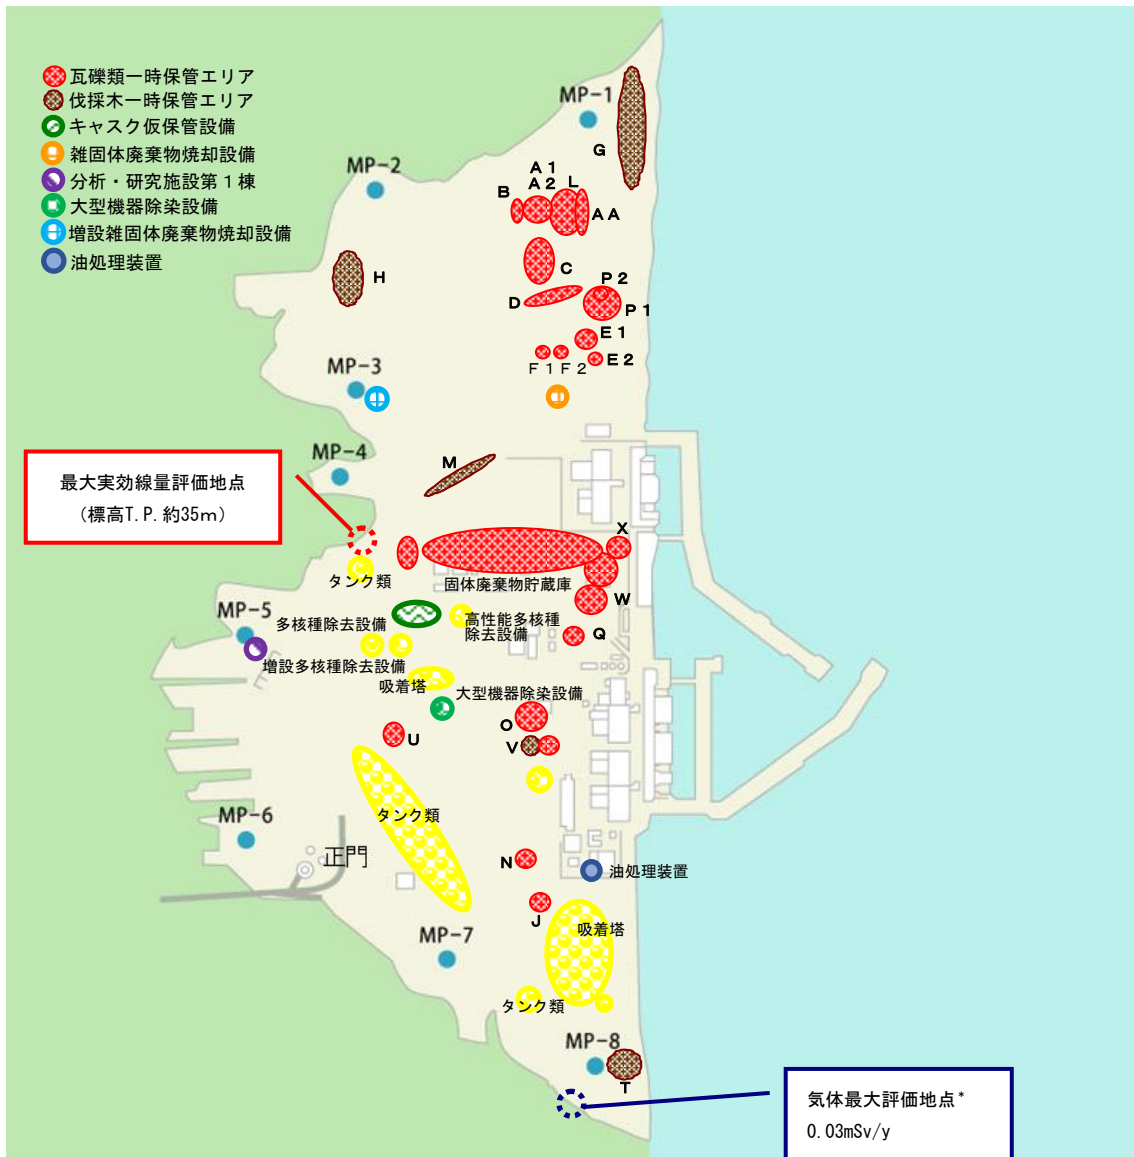 瓦礫類一時保管エリア
伐採木一時保管エリア
キャスク仮保管設備
雑固体廃棄物焼却設備
分析・研究施設第１棟
大型機器除染設備
増設雑固体廃棄物焼却設備
油処理装置
MP-1
G
MP-2
A1
A2
L
B
AA
H
C
P2
D
P1
E1
E2
F1
F2
MP-3
MP-4
M
最大実効線量評価地点
（標高T.P.約35m）
X
タンク類
固体廃棄物貯蔵庫
W
MP-5
多核種除去設備
高性能多核種
除去設備
Q
増設多核種除去設備
吸着塔
大型機器除染設備
O
U
V
タンク類
MP-6
正門
N
油処理装置
J
吸着塔
MP-7
タンク類
MP-8
T
気体最大評価地点*
0.03mSv/y